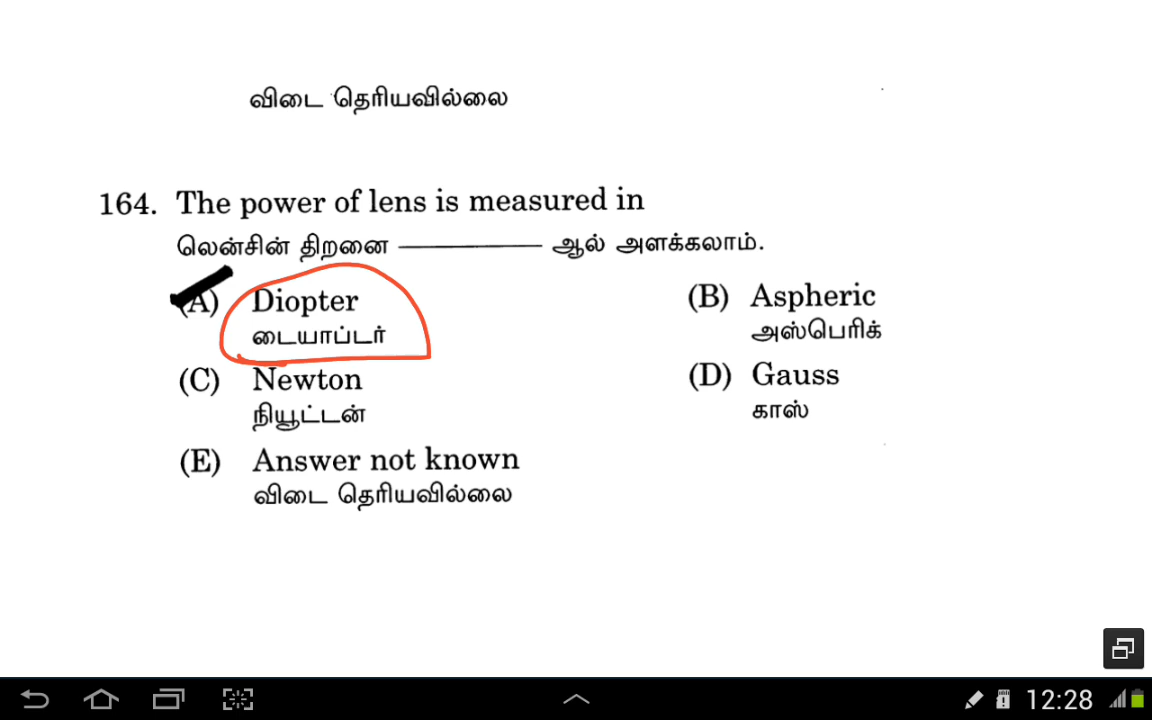 விடை தெரியவில்லை
164. The power of lens is measured in
லென்சின் திறனை ———— ஆல் அளக்கலாம்.
(A) Diopter
டையாப்டர்
(B) Aspheric
அஸ்பெரிக்
(C) Newton
நியூட்டன்
(D) Gauss
காஸ்
(E) Answer not known
விடை தெரியவில்லை
12:28